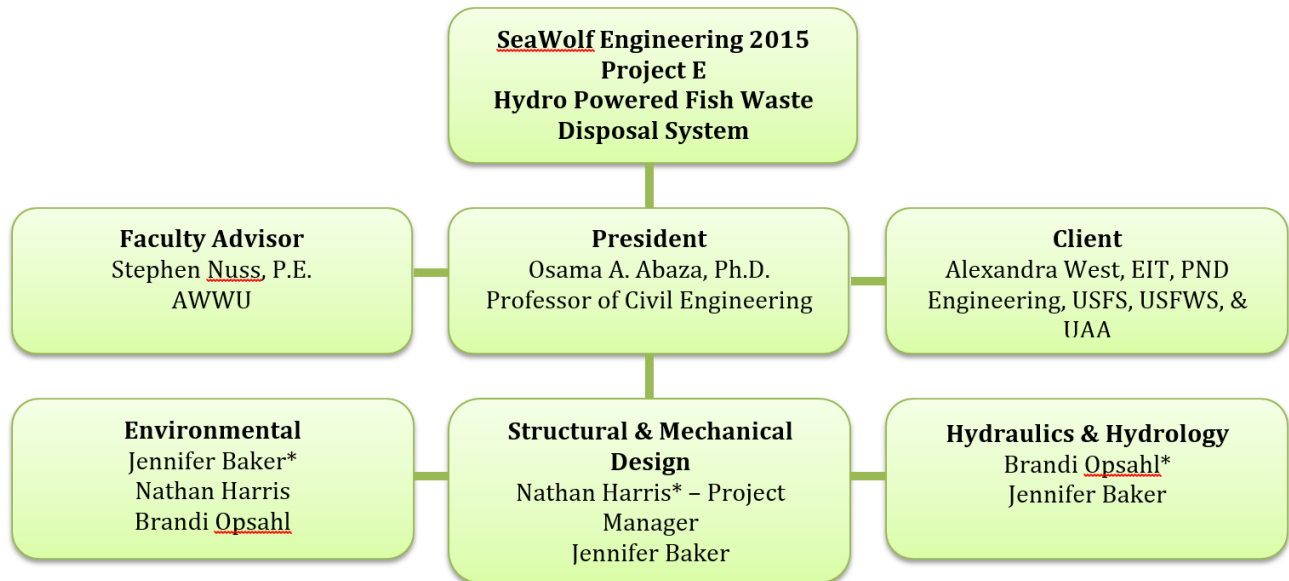 SeaWolf Engineering 2015
Project E
Hydro Powered Fish Waste
Disposal System
Faculty Advisor
Stephen Nuss, P.E.
AWWU
President
Osama A. Abaza, Ph.D.
Professor of Civil Engineering
Client
Alexandra West, EIT, PND
Engineering, USFS, USFWS, &
UAA
Environmental
Jennifer Baker*
Nathan Harris
Brandi Opsahl
Structural & Mechanical
Design
Nathan Harris* – Project
Manager
Jennifer Baker
Hydraulics & Hydrology
Brandi Opsahl*
Jennifer Baker